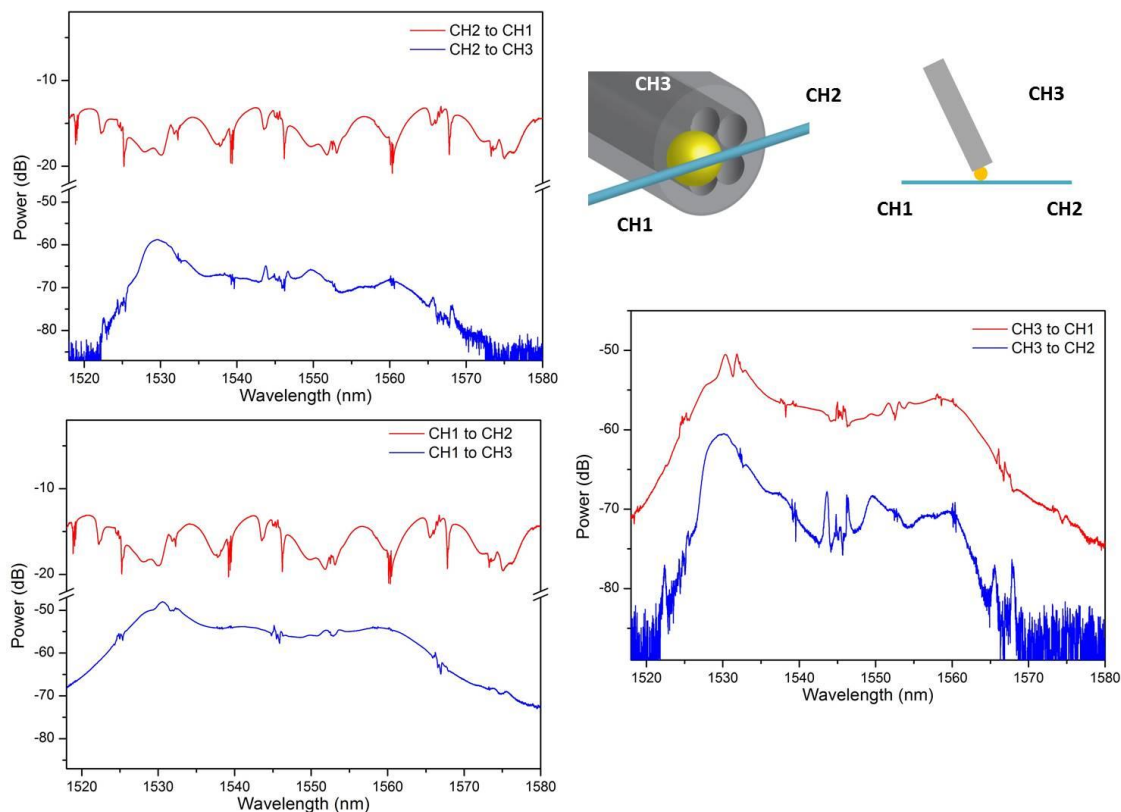 CH2 to CH1
CH2 to CH3
-10
-20
-50
-60
-70
-80
Power (dB)
1520 1530 1540 1550 1560 1570 1580
Wavelength (nm)
CH3
CH2
CH1
CH3
CH1
CH2
CH1 to CH2
CH1 to CH3
-10
-20
-50
-60
-70
-80
Power (dB)
1520 1530 1540 1550 1560 1570 1580
Wavelength (nm)
CH3 to CH1
CH3 to CH2
-50
-60
-70
-80
Power (dB)
1520 1530 1540 1550 1560 1570 1580
Wavelength (nm)